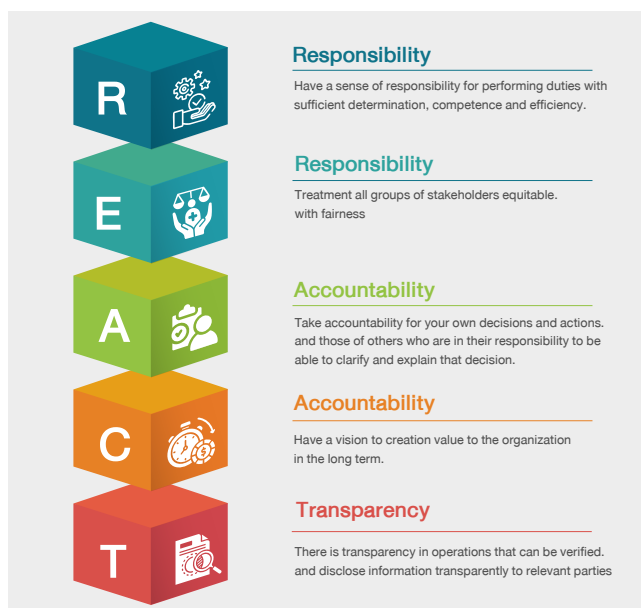 R
Responsibility
Have a sense of responsibility for performing duties with
sufficient determination, competence and efficiency.
E
Responsibility
Treatment all groups of stakeholders equitable.
with fairness
A
Accountability
Take accountability for your own decisions and actions.
and those of others who are in their responsibility to be
able to clarify and explain that decision.
C
Accountability
Have a vision to creation value to the organization
in the long term.
T
Transparency
There is transparency in operations that can be verified.
and disclose information transparently to relevant parties